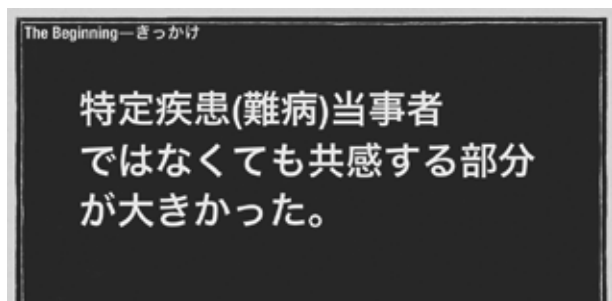 The Beginning—きっかけ
特定疾患(難病)当事者
ではなくても共感する部分
が大きかった。